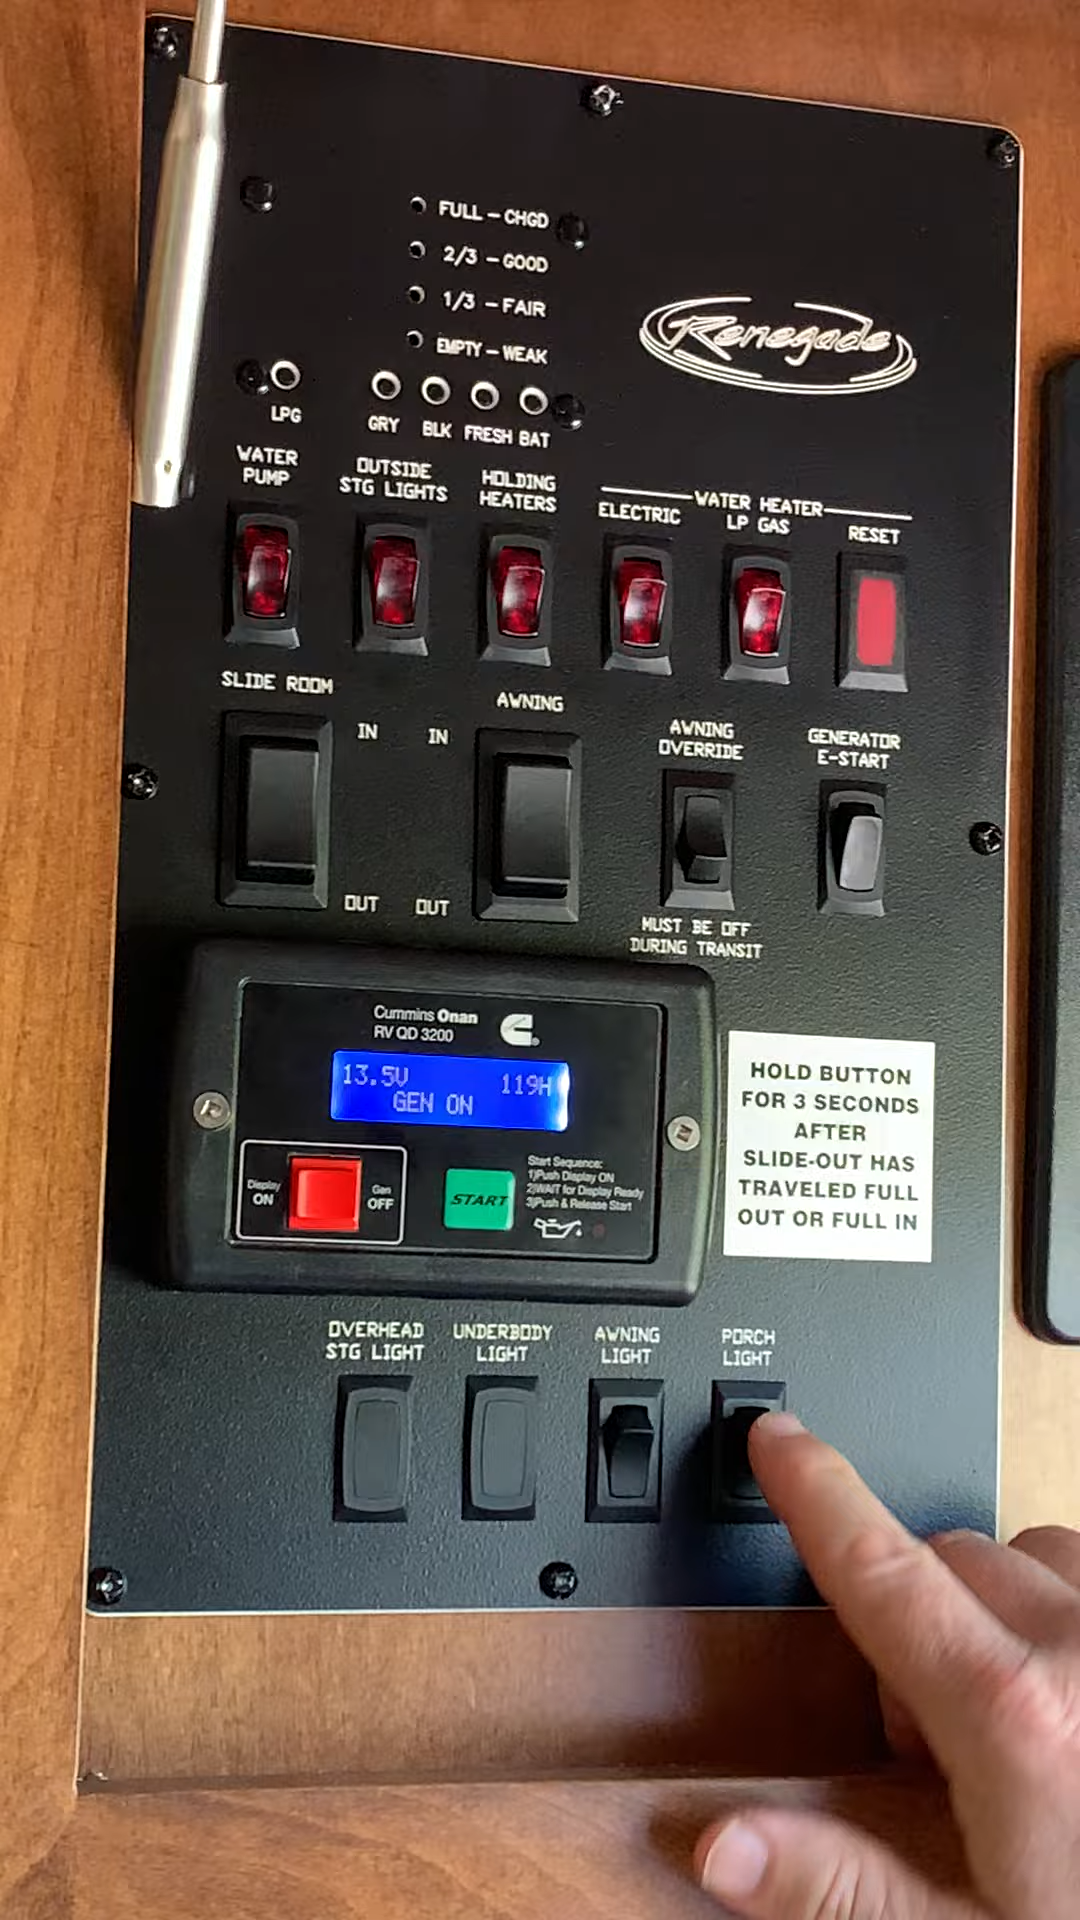 FULL - CHGD
2/3 - GOOD
1/3 - FAIR
EMPTY - WEAK
Renegade
LPG
GRY BLK FRESH BAT
WATER
PUMP
OUTSIDE
STG LIGHTS
HOLDING
HEATERS
WATER HEATER
ELECTRIC
LP GAS
RESET
SLIDE ROOM
IN
OUT
AWNING
IN
OUT
AWNING
OVERRIDE
MUST BE OFF
DURING TRANSIT
GENERATOR
E-START
Cummins Onan
RV QD 3200
13.5V 119H
GEN ON
Display
ON
Gen
OFF
START
Start Sequence:
1)Push Display ON
2)WAIT for Display Ready
3)Push & Release Start
HOLD BUTTON
FOR 3 SECONDS
AFTER
SLIDE-OUT HAS
TRAVELED FULL
OUT OR FULL IN
OVERHEAD
STG LIGHT
UNDERBODY
LIGHT
AWNING
LIGHT
PORCH
LIGHT